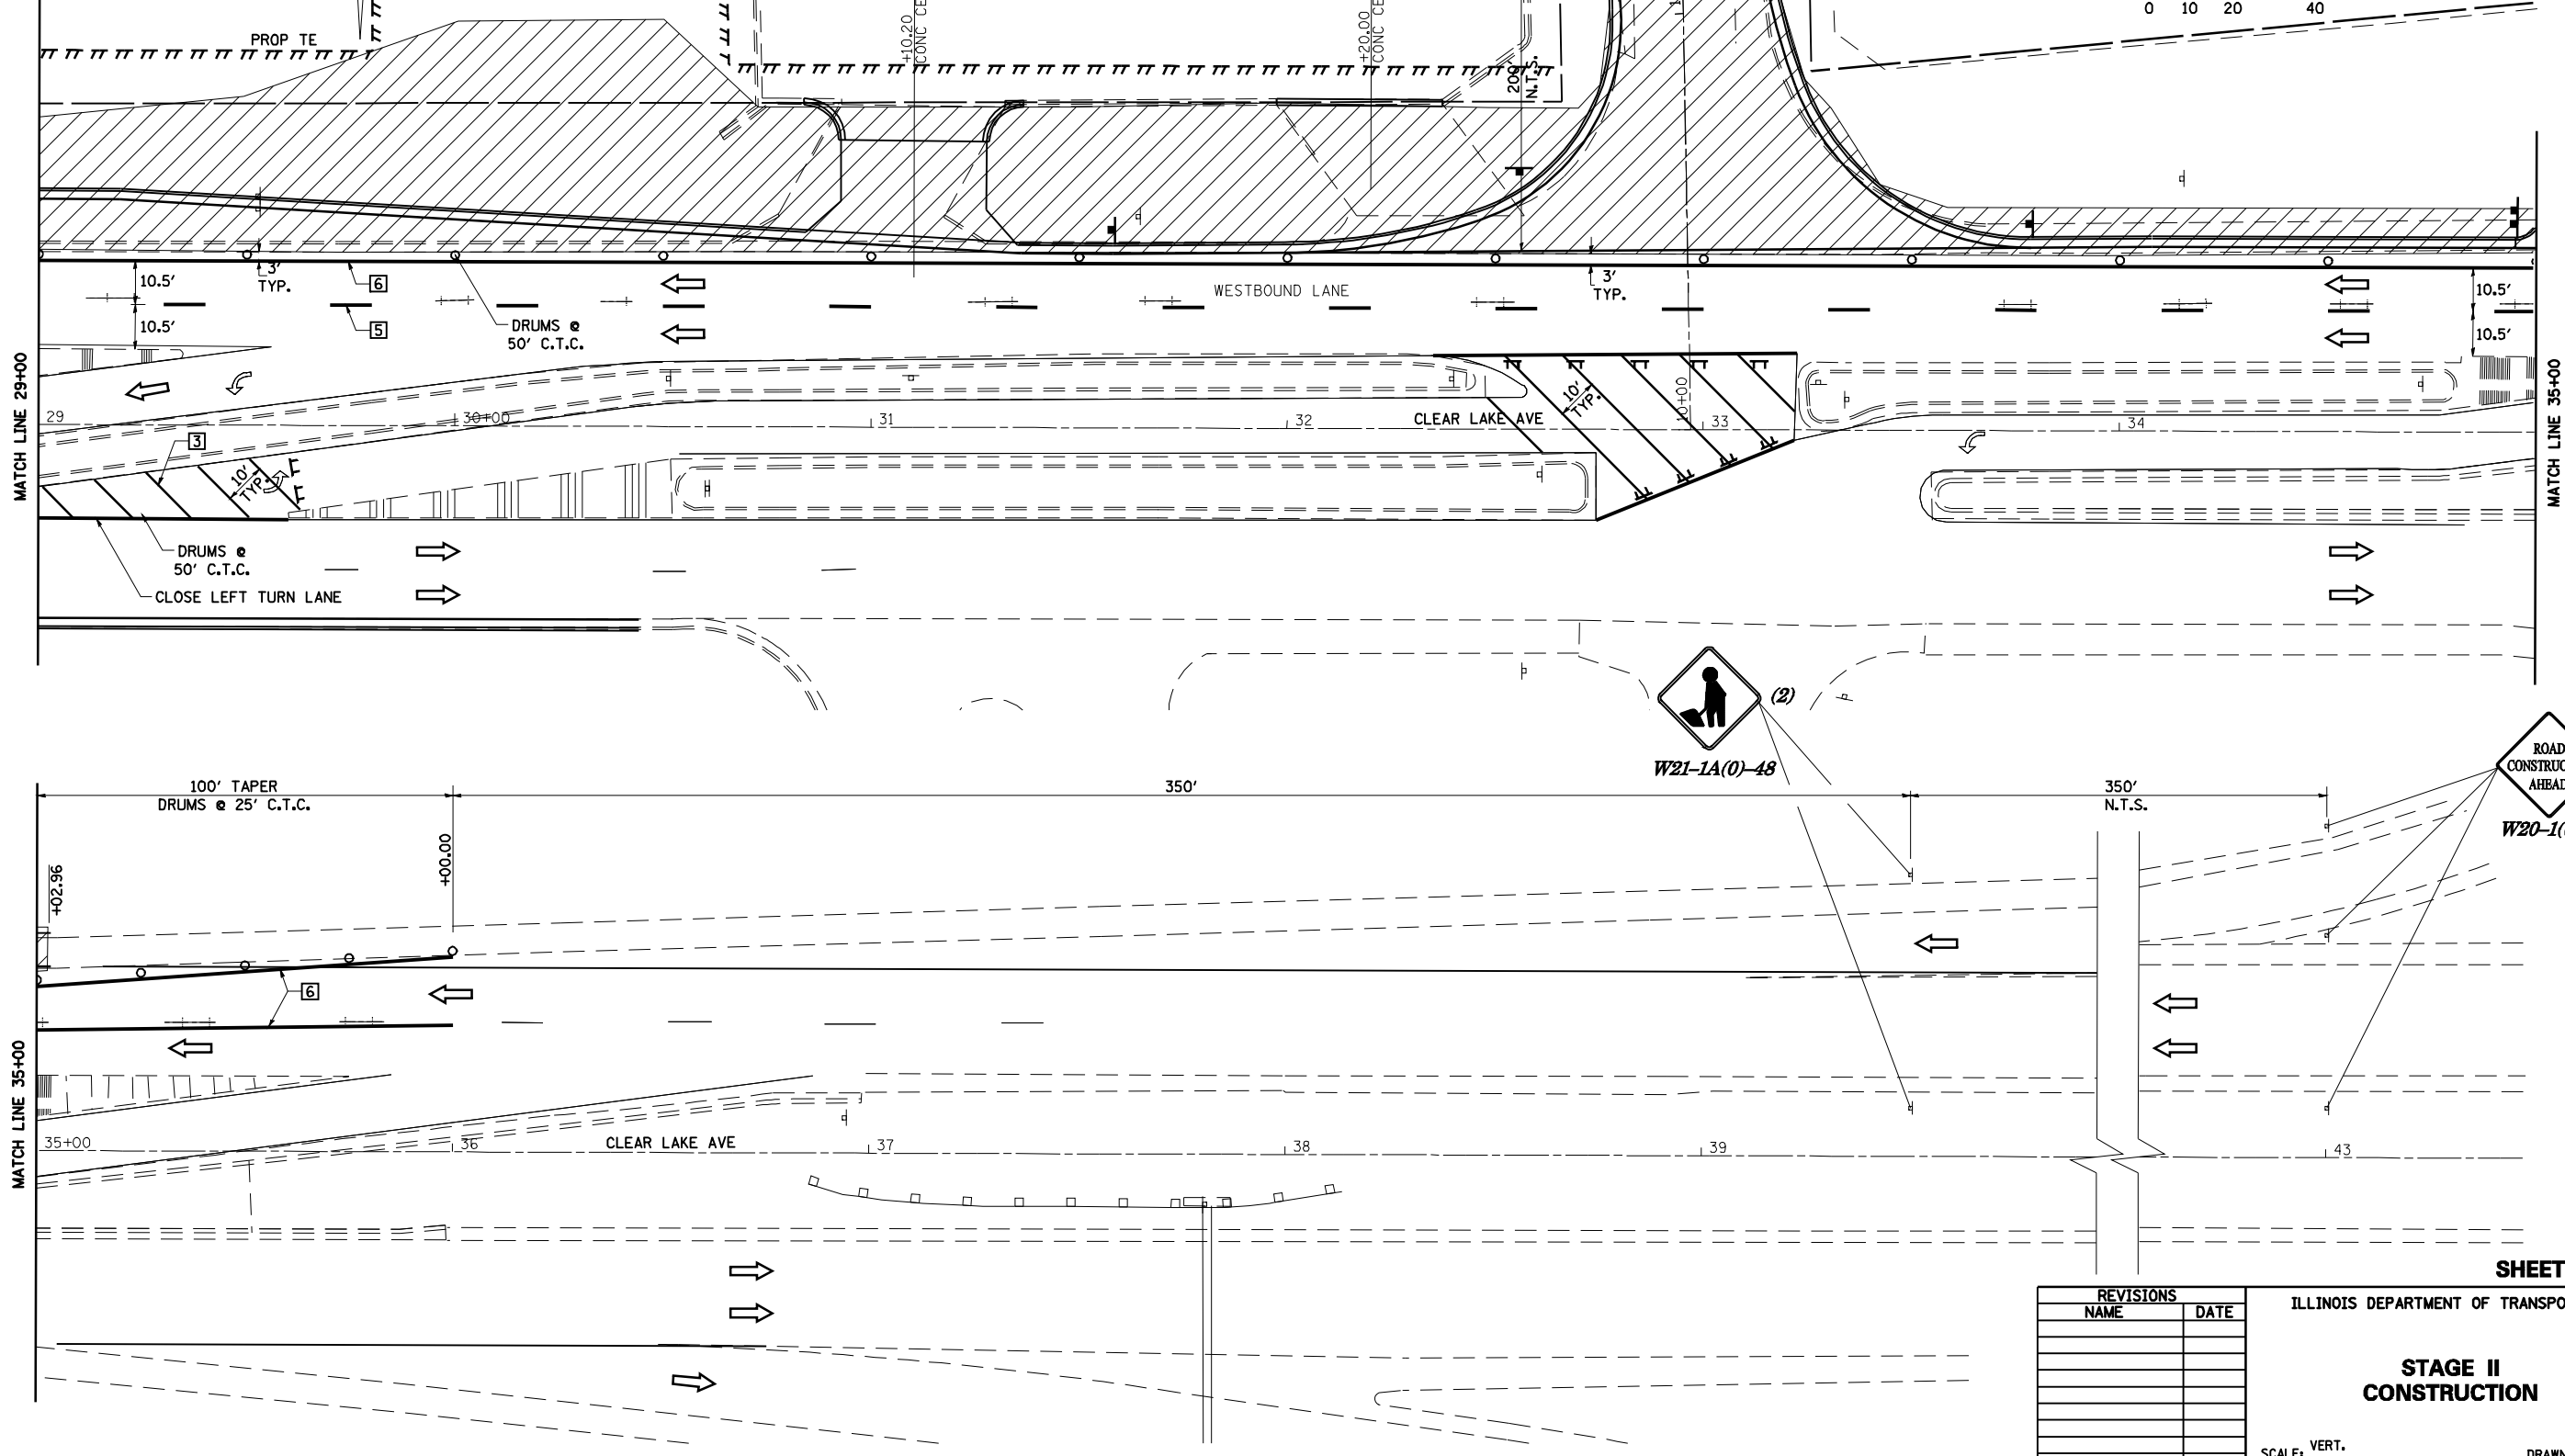 0 10 20 40
PROP TE
+10.20
CONC CE
+20.00
CONC CE
200'
N.T.S.
3'
TYP.
6
10.5'
10.5'
5
DRUMS @
50' C.T.C.
WESTBOUND LANE
3'
TYP.
10.5'
10.5'
MATCH LINE 29+00
MATCH LINE 35+00
29
30+00
31
32
CLEAR LAKE AVE
10'
TYP.
10+00
33
34
3
10'
TYP.
DRUMS @
50' C.T.C.
CLOSE LEFT TURN LANE
(2)
W21-1A(0)-48
ROAD
AHEAD
100' TAPER
DRUMS @ 25' C.T.C.
350'
350'
N.T.S.
+02.96
+00.00
6
MATCH LINE 35+00
35+00
36
CLEAR LAKE AVE
37
38
39
43
SHEET
REVISIONS
NAME DATE
ILLINOIS DEPARTMENT OF
STAGE II
CONSTRUCTION
SCALE: VERT.